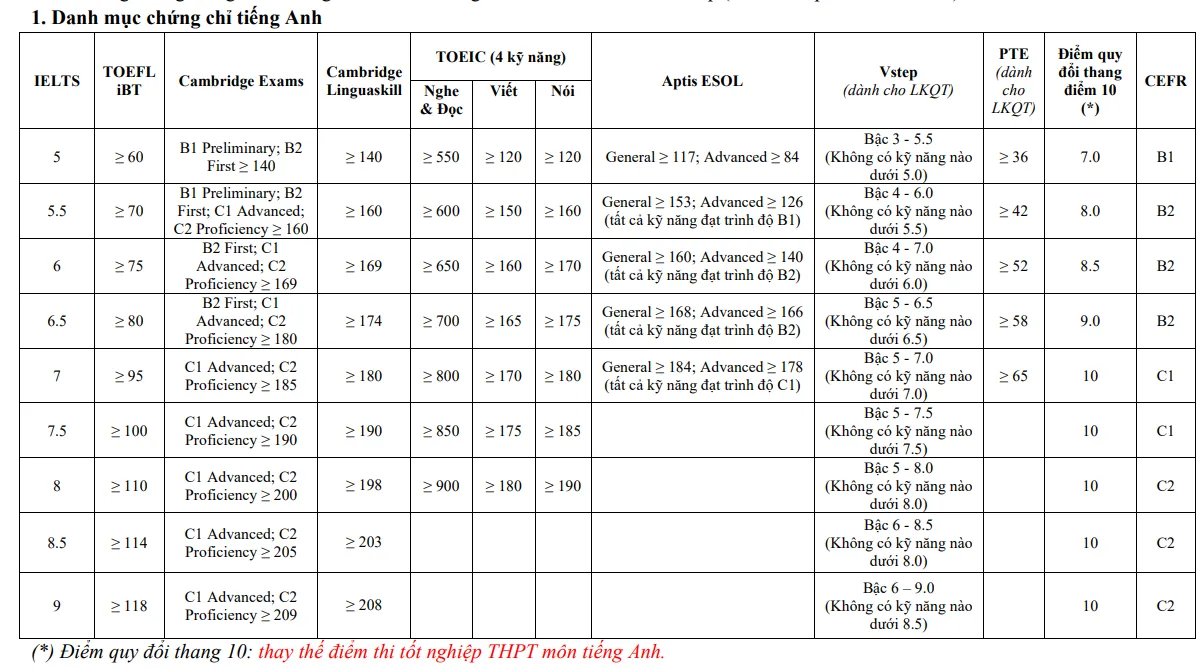 1. Danh mục chứng chỉ tiếng Anh
IELTS | TOEFL iBT | Cambridge Exams | Cambridge Linguaskill | TOEIC (4 kỹ năng) | Aptis ESOL | Vstep (dành cho LKQT) | PTE (dành cho LKQT) | Điểm quy đổi thang điểm 10 (*) | CEFR
Nghe & Đọc | Viết | Nói
5 | ≥ 60 | B1 Preliminary; B2 First ≥ 140 | ≥ 140 | ≥ 550 | ≥ 120 | ≥ 120 | General ≥ 117; Advanced ≥ 84 | Bậc 3 - 5.5 (Không có kỹ năng nào dưới 5.0) | ≥ 36 | 7.0 | B1
5.5 | ≥ 70 | B1 Preliminary; B2 First; C1 Advanced; C2 Proficiency ≥ 160 | ≥ 160 | ≥ 600 | ≥ 150 | ≥ 160 | General ≥ 153; Advanced ≥ 126 (tất cả kỹ năng đạt trình độ B1) | Bậc 4 - 6.0 (Không có kỹ năng nào dưới 5.5) | ≥ 42 | 8.0 | B2
6 | ≥ 75 | B2 First; C1 Advanced; C2 Proficiency ≥ 169 | ≥ 169 | ≥ 650 | ≥ 160 | ≥ 170 | General ≥ 160; Advanced ≥ 140 (tất cả kỹ năng đạt trình độ B2) | Bậc 4 - 7.0 (Không có kỹ năng nào dưới 6.0) | ≥ 52 | 8.5 | B2
6.5 | ≥ 80 | B2 First; C1 Advanced; C2 Proficiency ≥ 180 | ≥ 174 | ≥ 700 | ≥ 165 | ≥ 175 | General ≥ 168; Advanced ≥ 166 (tất cả kỹ năng đạt trình độ B2) | Bậc 5 - 6.5 (Không có kỹ năng nào dưới 6.5) | ≥ 58 | 9.0 | B2
7 | ≥ 95 | C1 Advanced; C2 Proficiency ≥ 185 | ≥ 180 | ≥ 800 | ≥ 170 | ≥ 180 | General ≥ 184; Advanced ≥ 178 (tất cả kỹ năng đạt trình độ C1) | Bậc 5 - 7.0 (Không có kỹ năng nào dưới 7.0) | ≥ 65 | 10 | C1
7.5 | ≥ 100 | C1 Advanced; C2 Proficiency ≥ 190 | ≥ 190 | ≥ 850 | ≥ 175 | ≥ 185 | Bậc 5 - 7.5 (Không có kỹ năng nào dưới 7.5) | 10 | C1
8 | ≥ 110 | C1 Advanced; C2 Proficiency ≥ 200 | ≥ 198 | ≥ 900 | ≥ 180 | ≥ 190 | Bậc 5 - 8.0 (Không có kỹ năng nào dưới 8.0) | 10 | C2
8.5 | ≥ 114 | C1 Advanced; C2 Proficiency ≥ 205 | ≥ 203 | Bậc 6 - 8.5 (Không có kỹ năng nào dưới 8.0) | 10 | C2
9 | ≥ 118 | C1 Advanced; C2 Proficiency ≥ 209 | ≥ 208 | Bậc 6 – 9.0 (Không có kỹ năng nào dưới 8.5) | 10 | C2
(*) Điểm quy đổi thang 10: thay thế điểm thi tốt nghiệp THPT môn tiếng Anh.